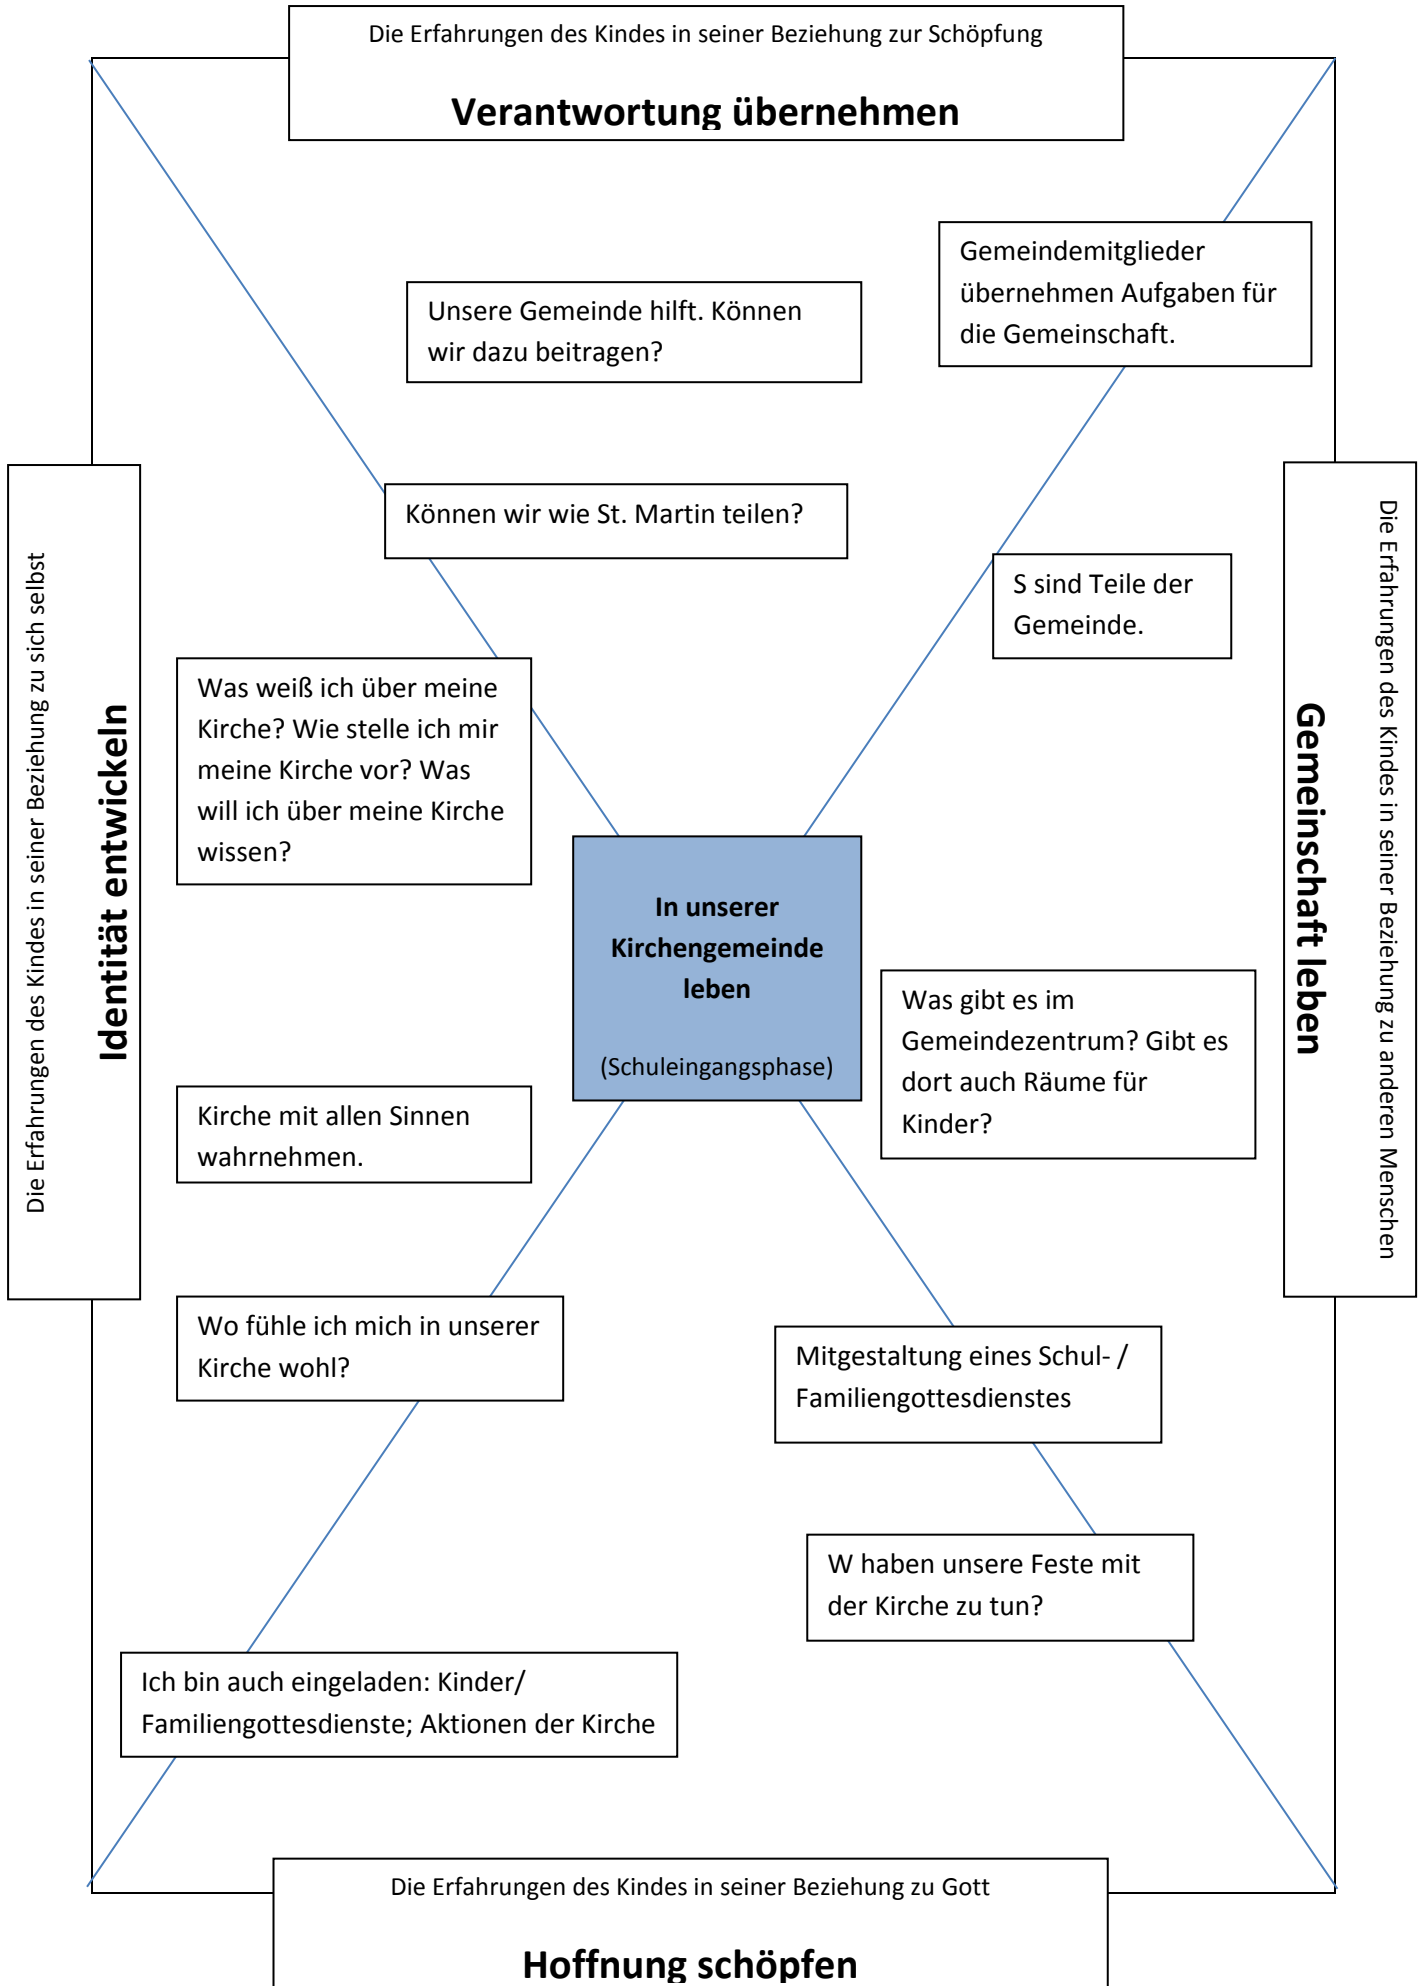 Die Erfahrungen des Kindes in seiner Beziehung zur Schöpfung
Verantwortung übernehmen
Gemeindemitglieder
übernehmen Aufgaben für
die Gemeinschaft.
Unsere Gemeinde hilft. Können
wir dazu beitragen?
Können wir wie St. Martin teilen?
S sind Teile der
Gemeinde.
Die Erfahrungen des Kindes in seiner Beziehung zu sich selbst
Identität entwickeln
Die Erfahrungen des Kindes in seiner Beziehung zu anderen Menschen
Gemeinschaft leben
Was weiß ich über meine
Kirche? Wie stelle ich mir
meine Kirche vor? Was
will ich über meine Kirche
wissen?
In unserer
Kirchengemeinde
leben
(Schuleingangsphase)
Was gibt es im
Gemeindezentrum? Gibt es
dort auch Räume für
Kinder?
Kirche mit allen Sinnen
wahrnehmen.
Wo fühle ich mich in unserer
Kirche wohl?
Mitgestaltung eines Schul- /
Familiengottesdienstes
W haben unsere Feste mit
der Kirche zu tun?
Ich bin auch eingeladen: Kinder/
Familiengottesdienste; Aktionen der Kirche
Die Erfahrungen des Kindes in seiner Beziehung zu Gott
Hoffnung schöpfen